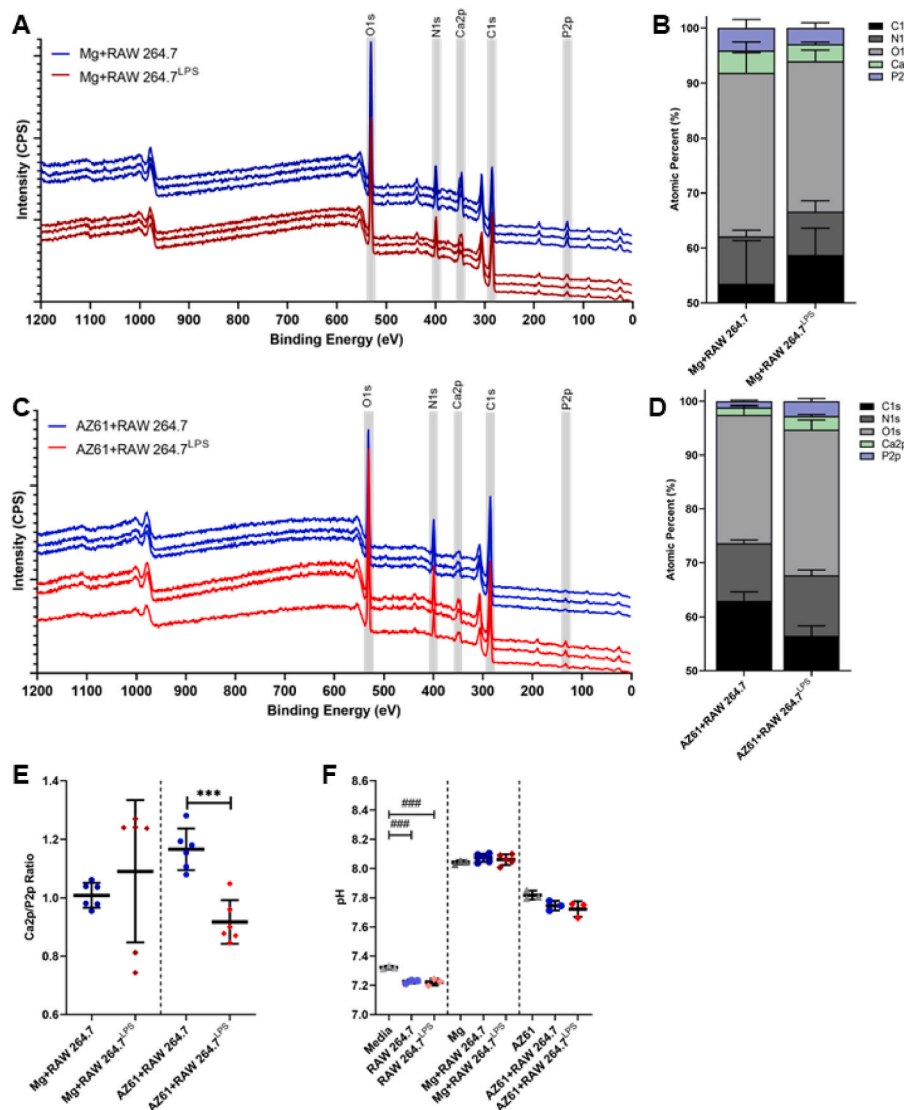 A
O1s
N1s
Ca2p
C1s
P2p
Mg+RAW 264.7
Mg+RAW 264.7LPS
Intensity (CPS)
1200 1100 1000 900 800 700 600 500 400 300 200 100 0
Binding Energy (eV)
B
100
90
80
70
60
50
Atomic Percent (%)
C1
N1
O1
Ca
P2
Mg+RAW 264.7
Mg+RAW 264.7LPS
C
O1s
N1s
Ca2p
C1s
P2p
AZ61+RAW 264.7
AZ61+RAW 264.7LPS
Intensity (CPS)
1200 1100 1000 900 800 700 600 500 400 300 200 100 0
Binding Energy (eV)
D
100
90
80
70
60
50
Atomic Percent (%)
C1s
N1s
O1s
Ca2p
P2p
AZ61+RAW 264.7
AZ61+RAW 264.7LPS
E
1.4
1.2
1.0
0.8
0.6
Ca2p/P2p Ratio
***
Mg+RAW 264.7
Mg+RAW 264.7LPS
AZ61+RAW 264.7
AZ61+RAW 264.7LPS
F
8.6
8.4
8.2
8.0
7.8
7.4
7.2
7.0
pH
###
###
Media
RAW 264.7
RAW 264.7LPS
Mg
Mg+RAW 264.7
Mg+RAW 264.7LPS
AZ61
AZ61+RAW 264.7
AZ61+RAW 264.7LPS